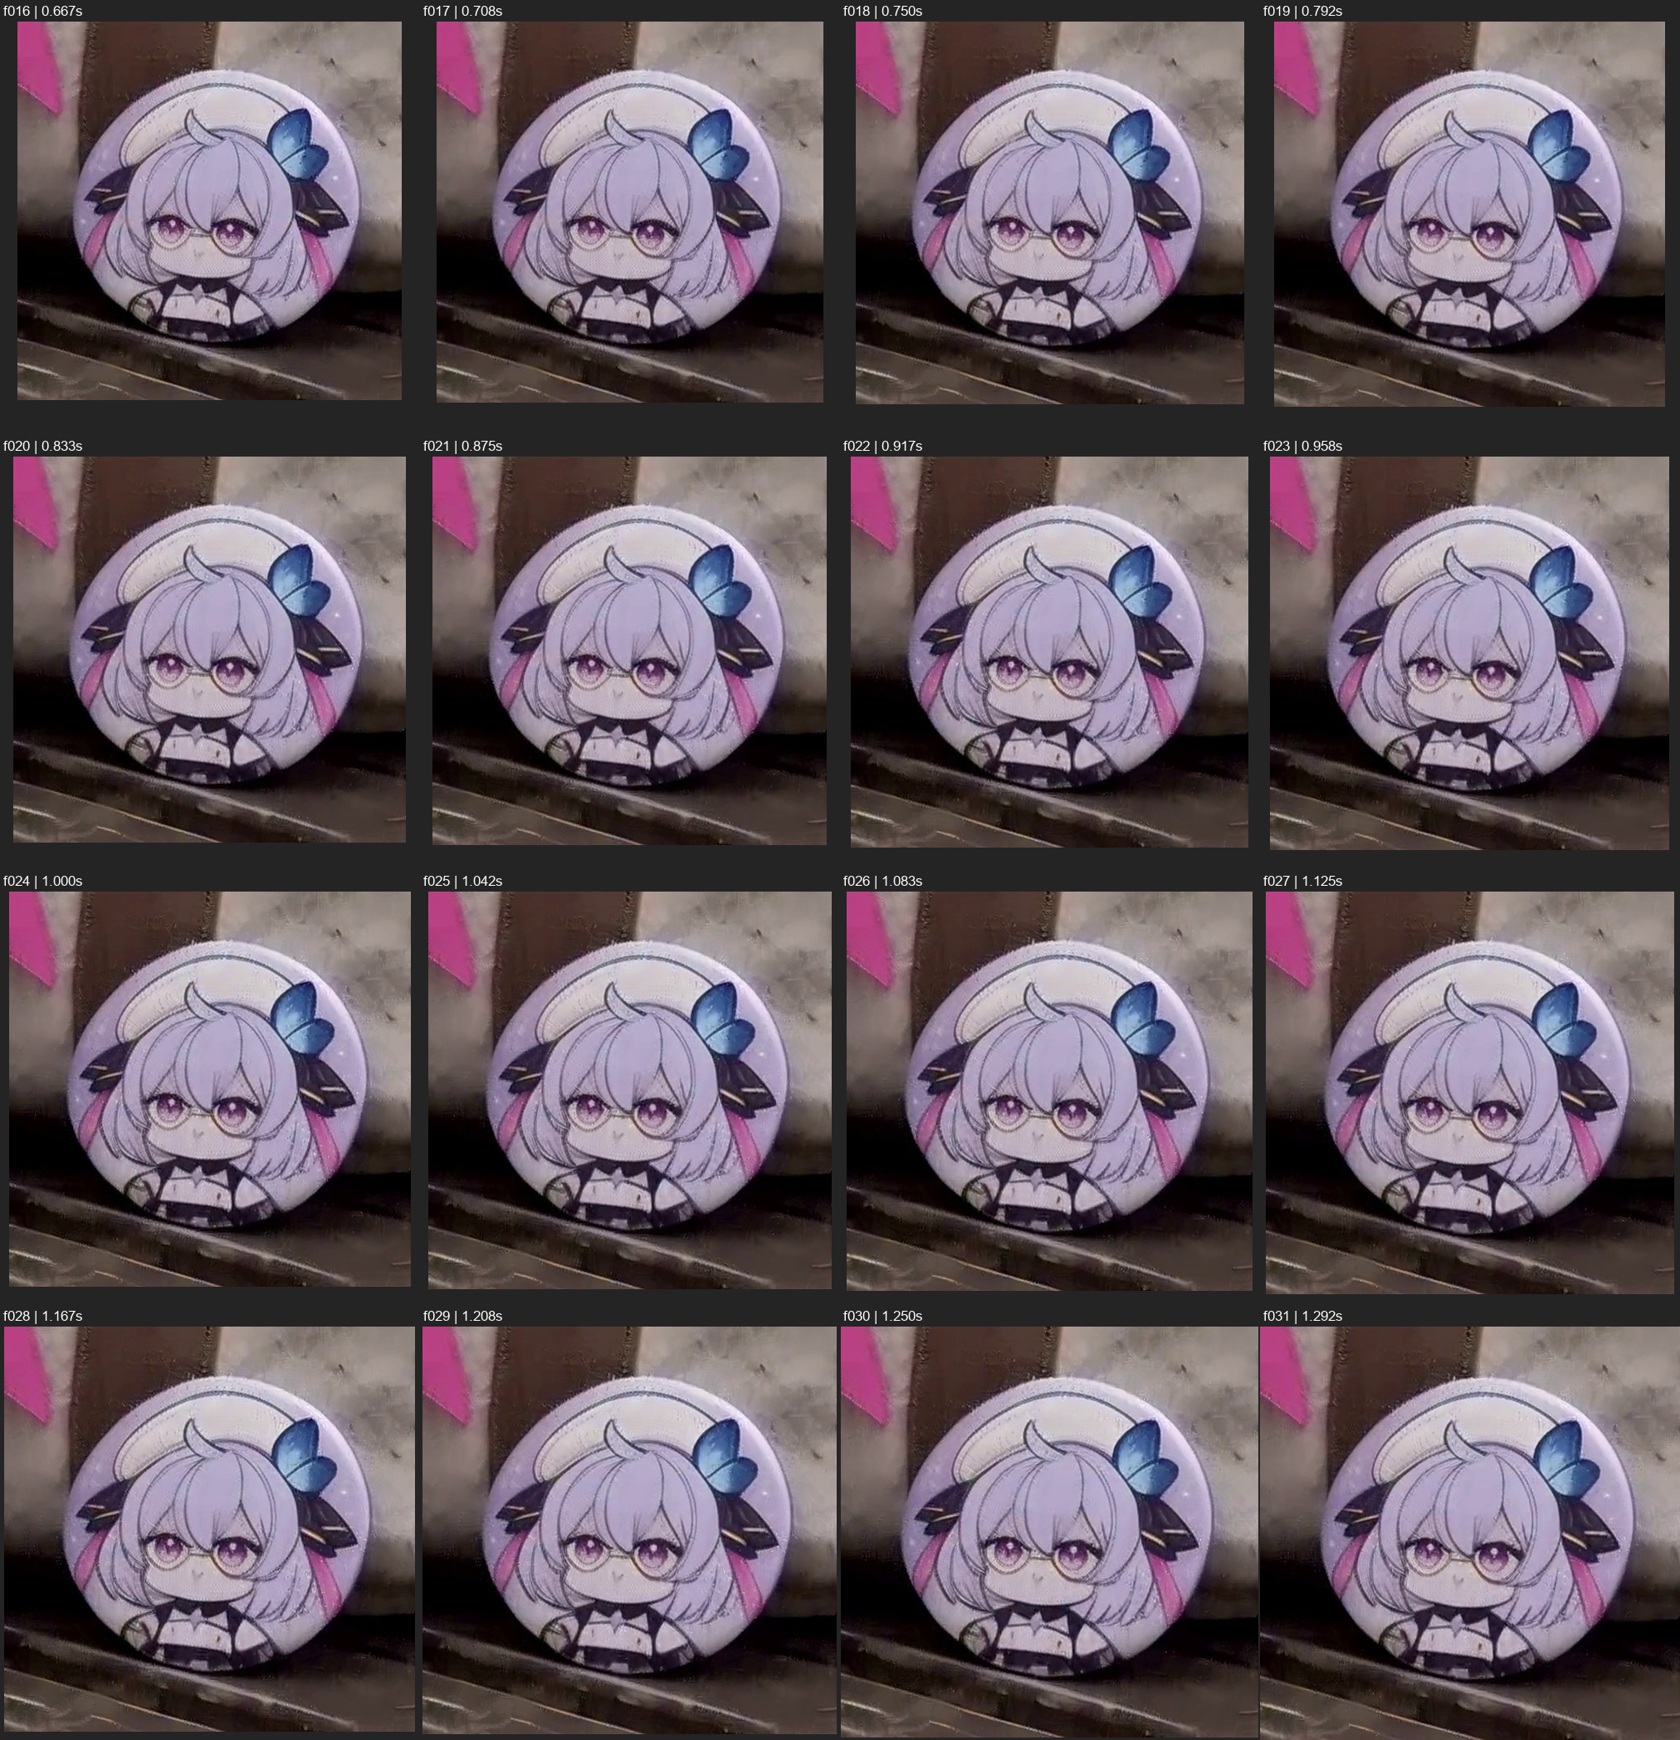 f016 | 0.667s
f017 | 0.708s
f018 | 0.750s
f019 | 0.792s
f020 | 0.833s
f021 | 0.875s
f022 | 0.917s
f023 | 0.958s
f024 | 1.000s
f025 | 1.042s
f026 | 1.083s
f027 | 1.125s
f028 | 1.167s
f029 | 1.208s
f030 | 1.250s
f031 | 1.292s